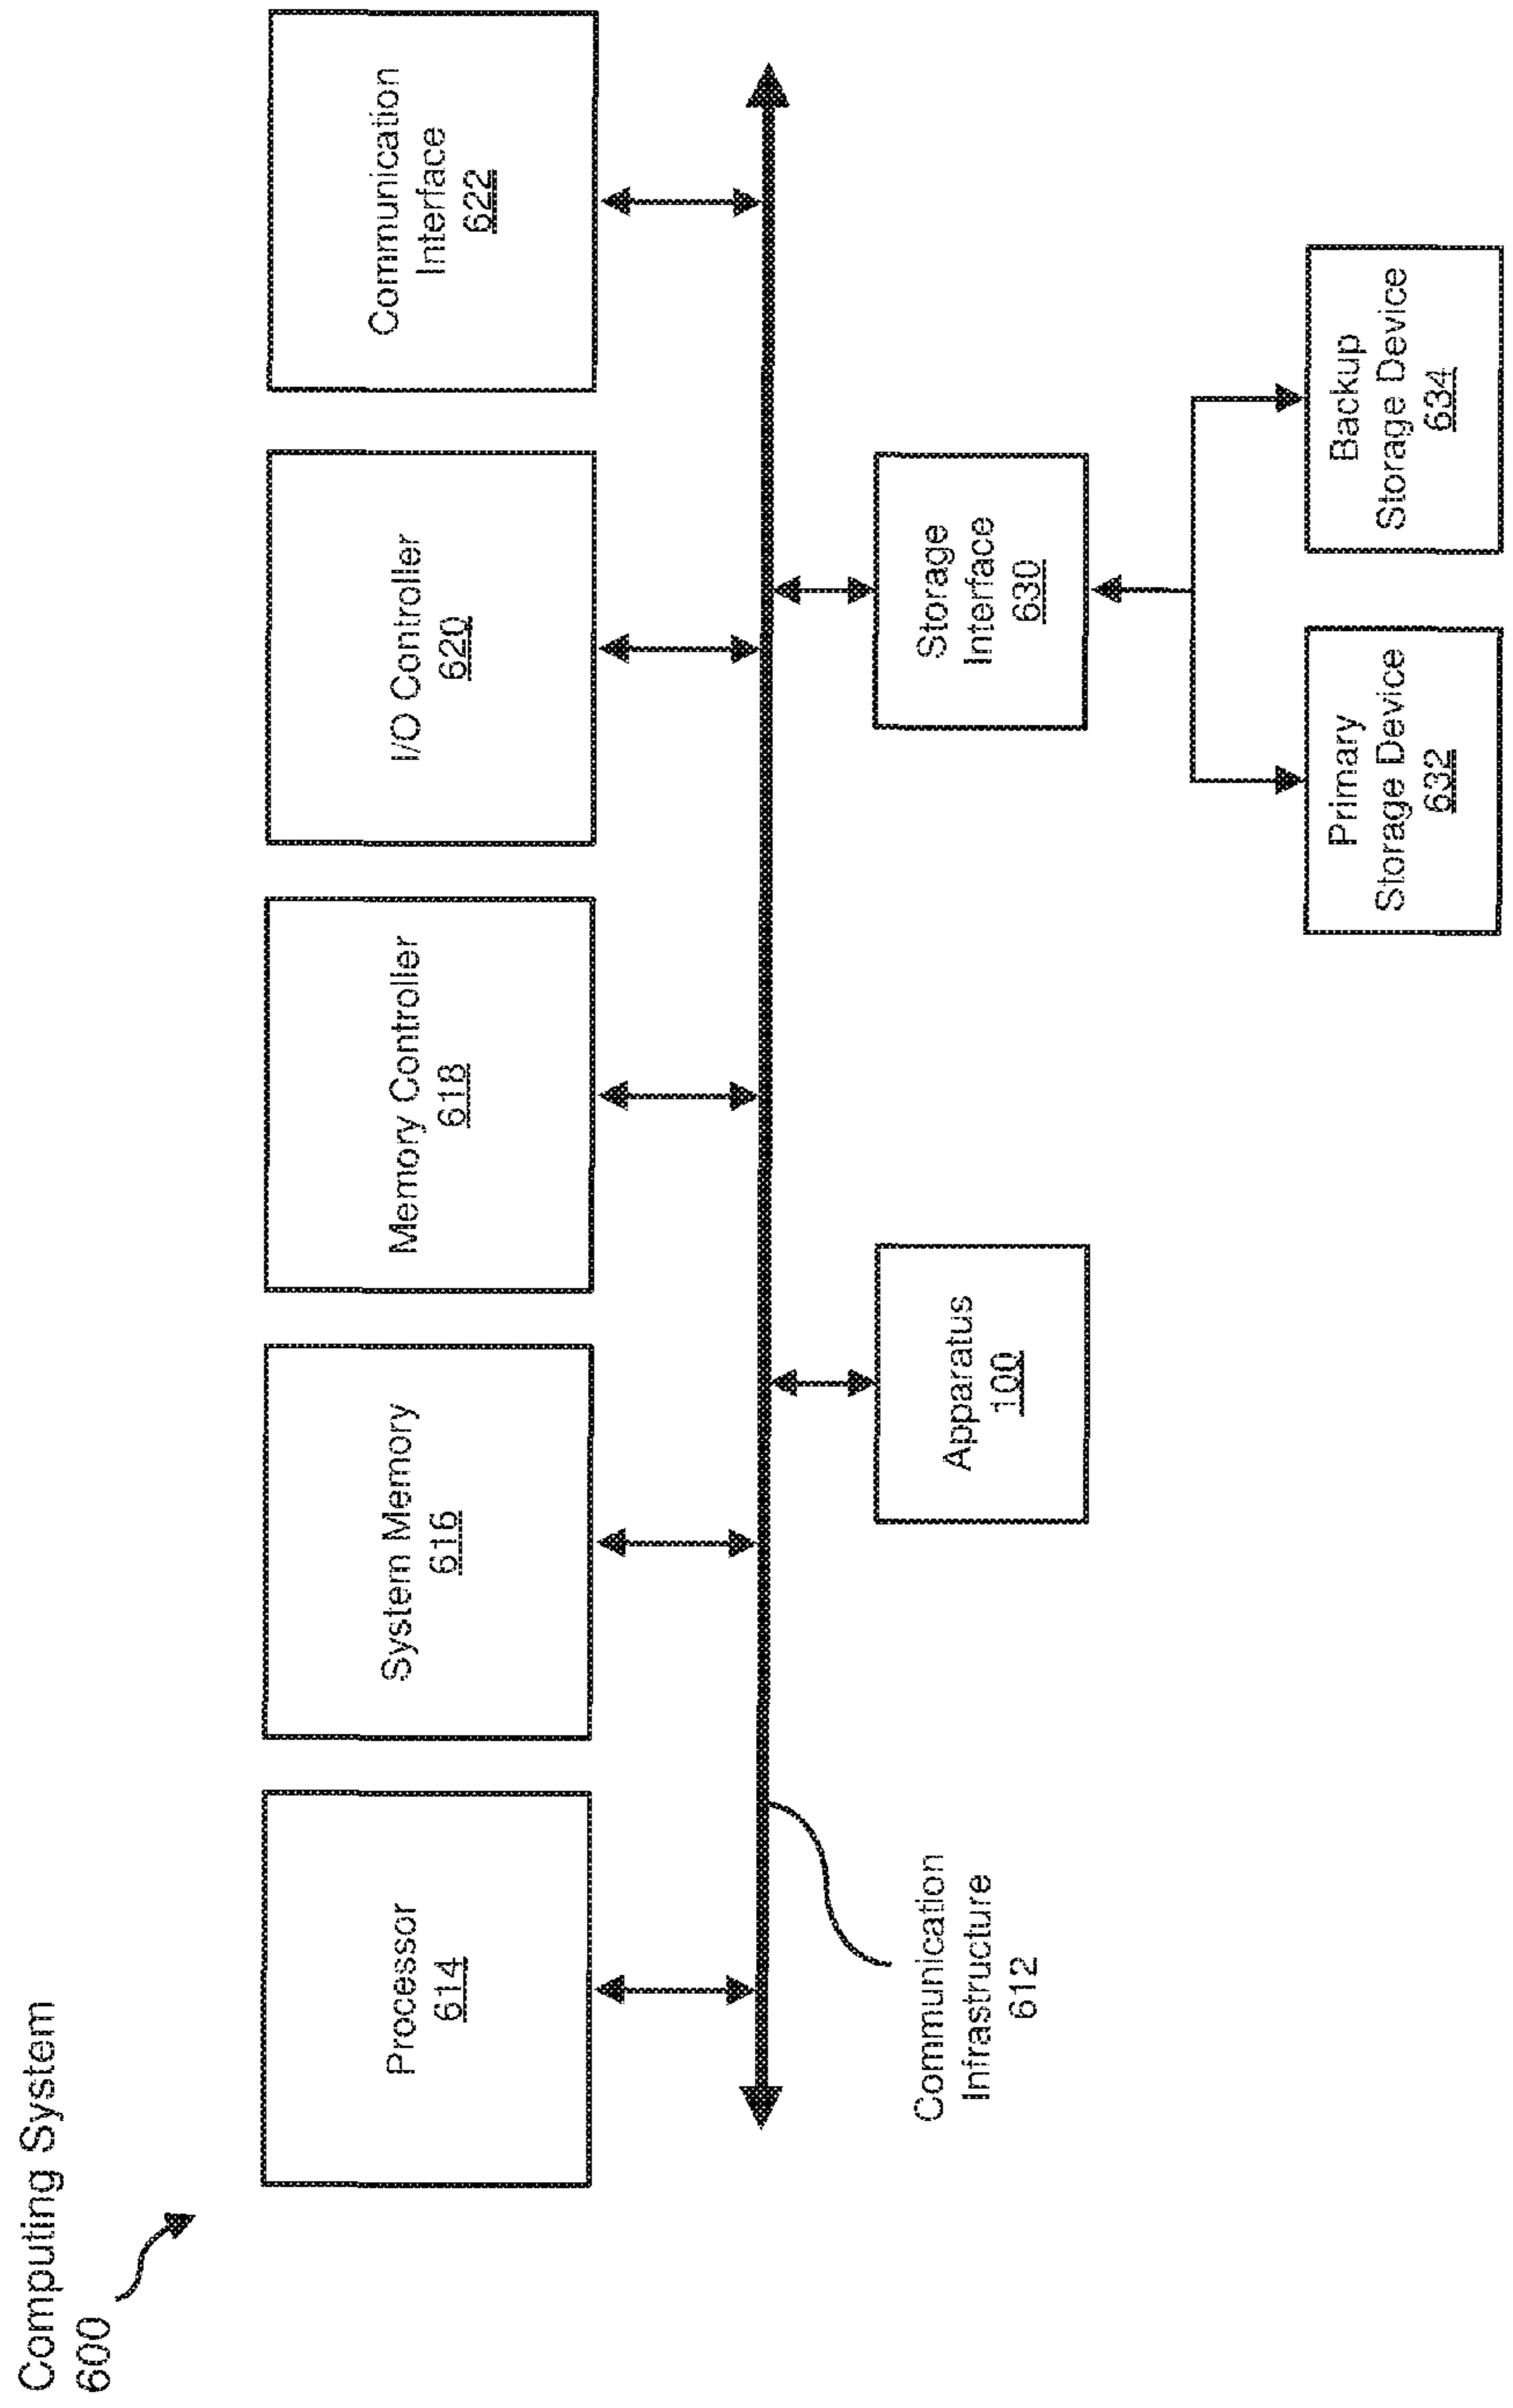 Computing System
600
Processor
614
System Memory
616
Memory Controller
618
I/O Controller
620
Communication
Interface
622
Communication
Infrastructure
612
Apparatus
100
Storage
Interface
630
Primary
Storage Device
632
Backup
Storage Device
634